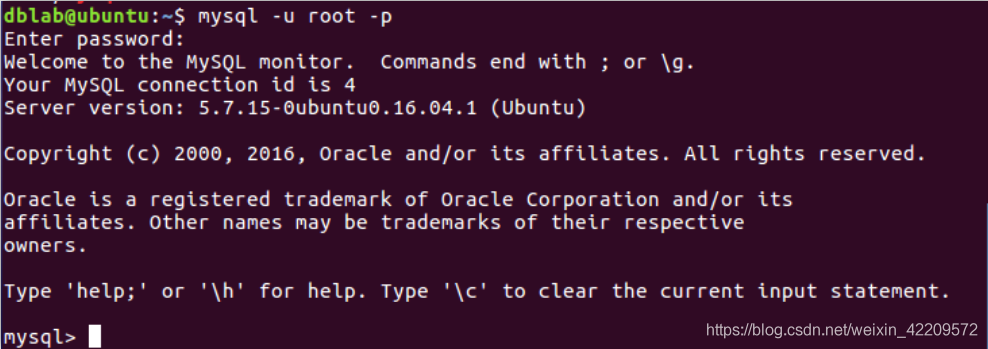 dblab@ubuntu:~$ mysql -u root -p
Enter password:
Welcome to the MySQL monitor.  Commands end with ; or \g.
Your MySQL connection id is 4
Server version: 5.7.15-0ubuntu0.16.04.1 (Ubuntu)
Copyright (c) 2000, 2016, Oracle and/or its affiliates. All rights reserved.
Oracle is a registered trademark of Oracle Corporation and/or its
affiliates. Other names may be trademarks of their respective
owners.
Type 'help;' or '\h' for help. Type '\c' to clear the current input statement.
mysql>
https://blog.csdn.net/weixin_42209572